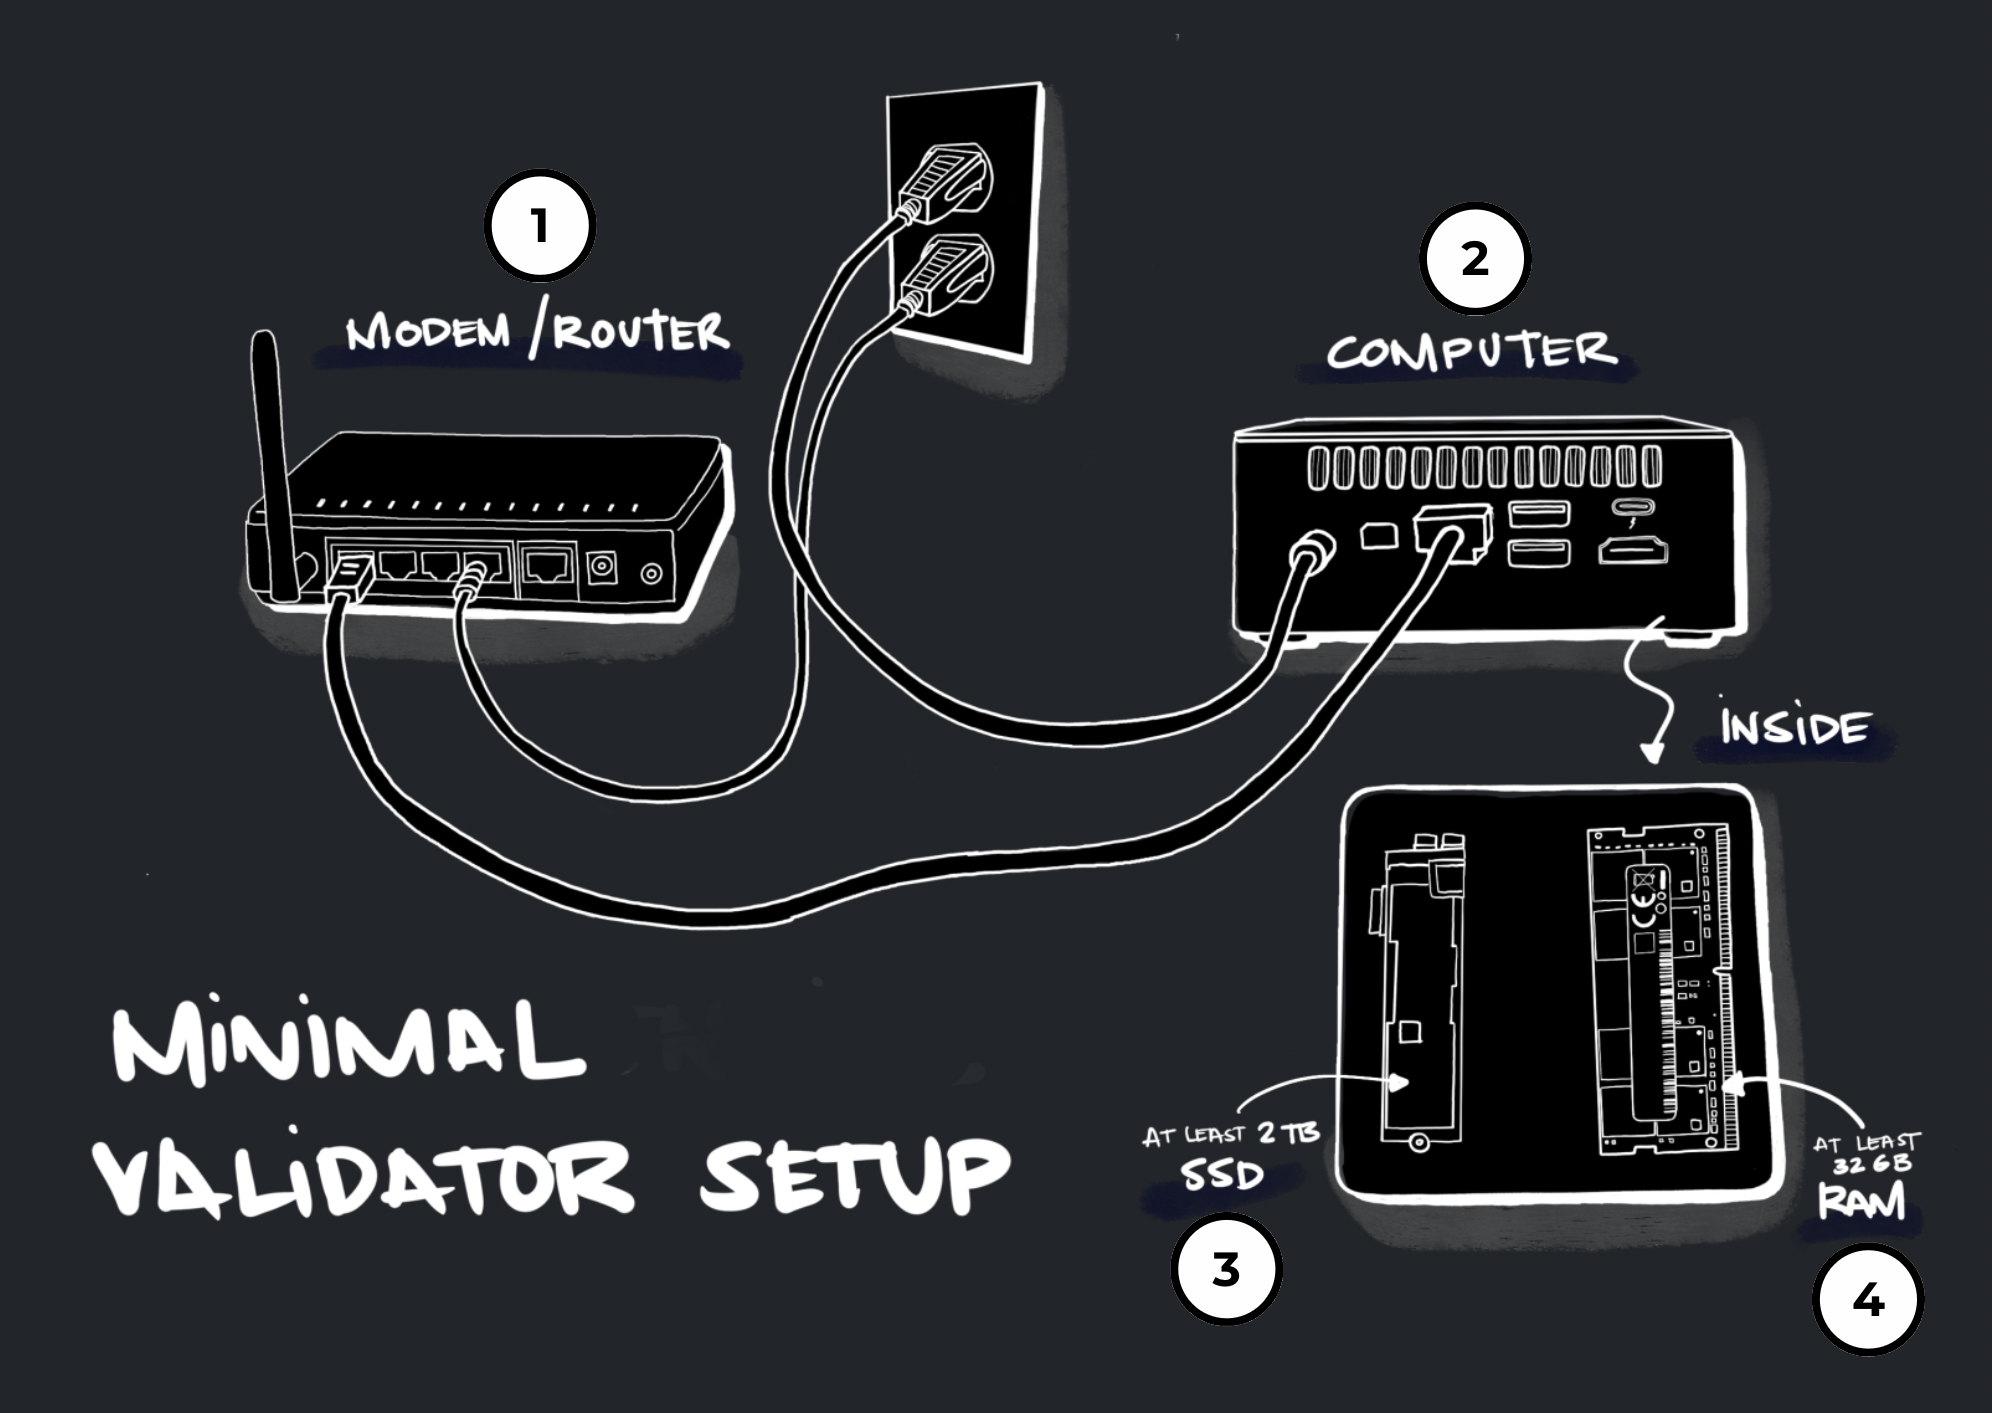 1
MODEM / ROUTER
2
COMPUTER
INSIDE
MINIMAL
VALIDATOR SETUP
AT LEAST 2 TB
SSD
3
AT LEAST
32 GB
RAM
4
CE